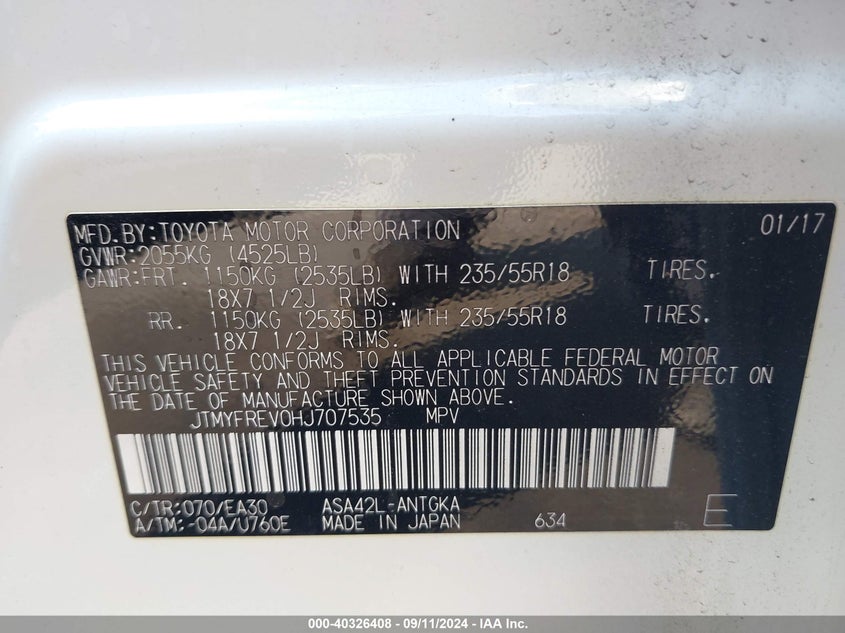 MFD.BY:TOYOTA MOTOR CORPORATION 01/17
GVWR:2055KG (4525LB)
GAWR:FRT. 1150KG (2535LB) WITH 235/55R18 TIRES.
18X7 1/2J RIMS.
RR. 1150KG (2535LB) WITH 235/55R18 TIRES.
18X7 1/2J RIMS.
THIS VEHICLE CONFORMS TO ALL APPLICABLE FEDERAL MOTOR
VEHICLE SAFETY AND THEFT PREVENTION STANDARDS IN EFFECT ON
THE DATE OF MANUFACTURE SHOWN ABOVE.
JTMYFREV0HJ707535 MPV
C/TR:070/EA30 ASA42L-ANTGKA
A/TM:-04A/U760E MADE IN JAPAN 634 E
000-40326408 - 09/11/2024 - IAA Inc.